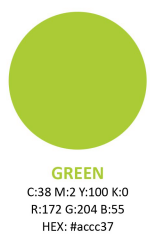 GREEN
C:38 M:2 Y:100 K:0
R:172 G:204 B:55
HEX: #accc37